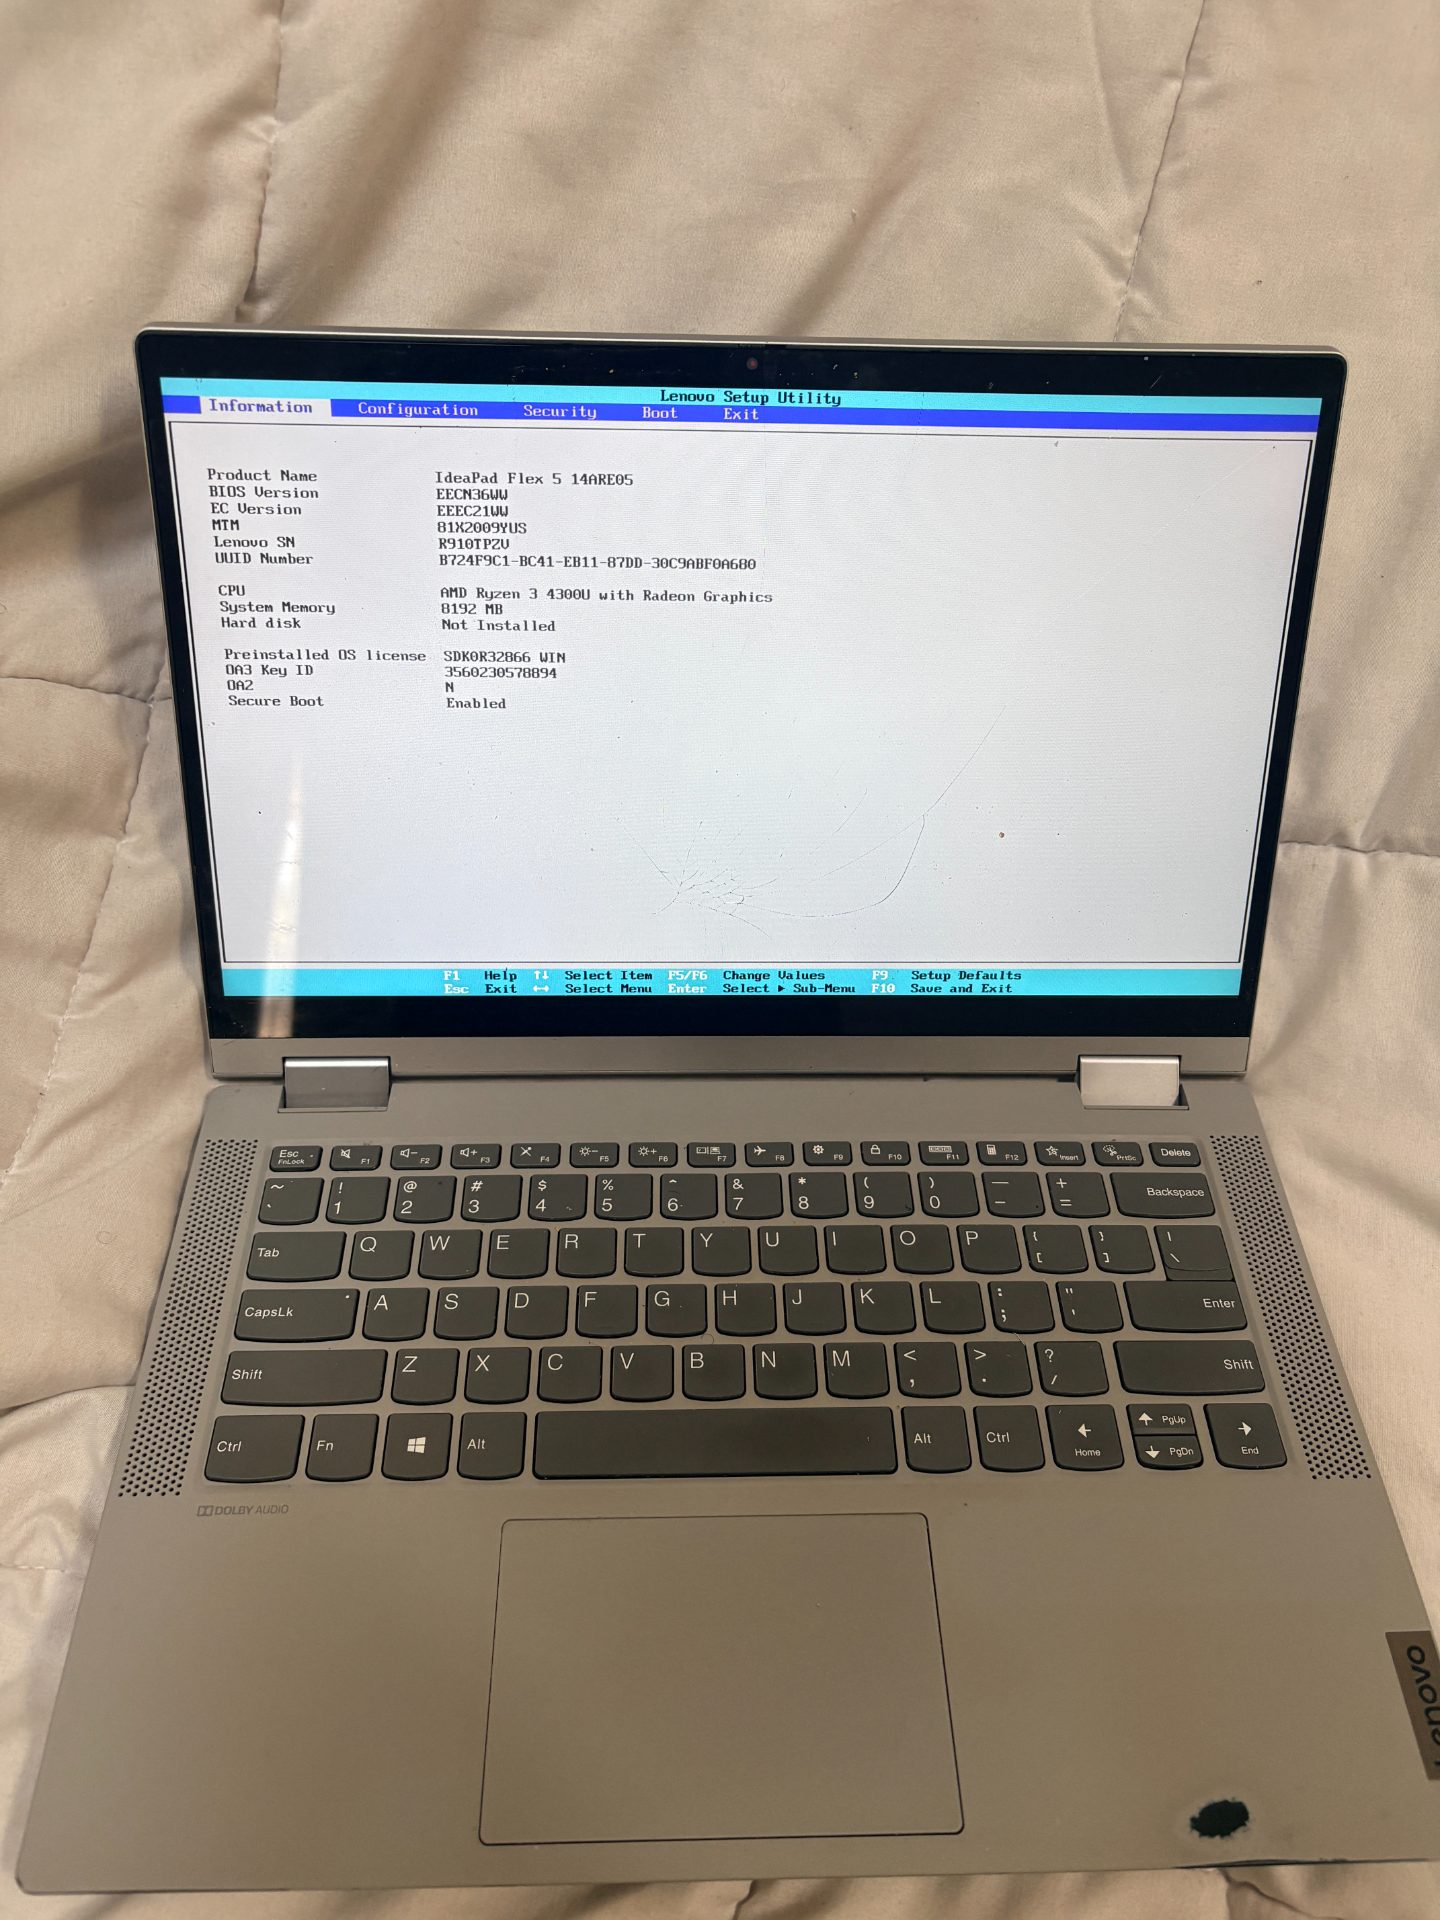 Lenovo Setup Utility
Information Configuration Security Boot Exit
Product Name IdeaPad Flex 5 14ARE05
BIOS Version EECN36WW
EC Version EEEC21WW
MTM 81X2009YUS
Lenovo SN R910TPZV
UUID Number B724F9C1-BC41-EB11-87DD-30C9ABF0A680
CPU AMD Ryzen 3 4300U with Radeon Graphics
System Memory 8192 MB
Hard disk Not Installed
Preinstalled OS license SDK0R32866 WIN
OA3 Key ID 3560230578894
OA2 N
Secure Boot Enabled
F1 Help ↑↓ Select Item F5/F6 Change Values F9 Setup Defaults
Esc Exit ↔ Select Menu Enter Select ▶ Sub-Menu F10 Save and Exit
Esc FnLock F1 F2 F3 F4 F5 F6 F7 F8 F9 F10 F11 F12 Insert PrtSc Delete
~ ` ! 1 @ 2 # 3 $ 4 % 5 ^ 6 & 7 * 8 ( 9 ) 0 — - + = Backspace
Tab Q W E R T Y U I O P { [ } ] | \
CapsLk A S D F G H J K L : ; " ' Enter
Shift Z X C V B N M < , > . ? / Shift
Ctrl Fn Alt Alt Ctrl Home PgUp PgDn End
DOLBY AUDIO
Lenovo